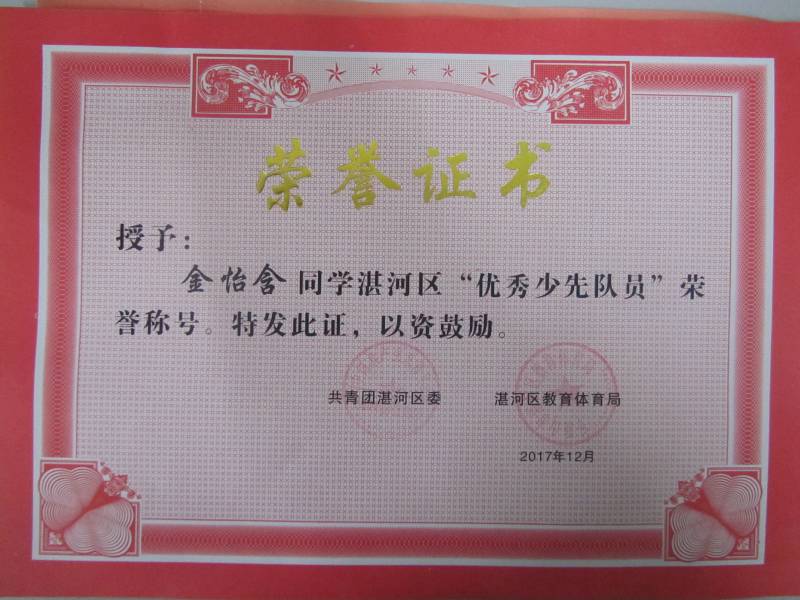 荣誉证书
授予：
金怡含同学湛河区“优秀少先队员”荣
誉称号。特发此证，以资鼓励。
共青团湛河区委 湛河区教育体育局
2017年12月